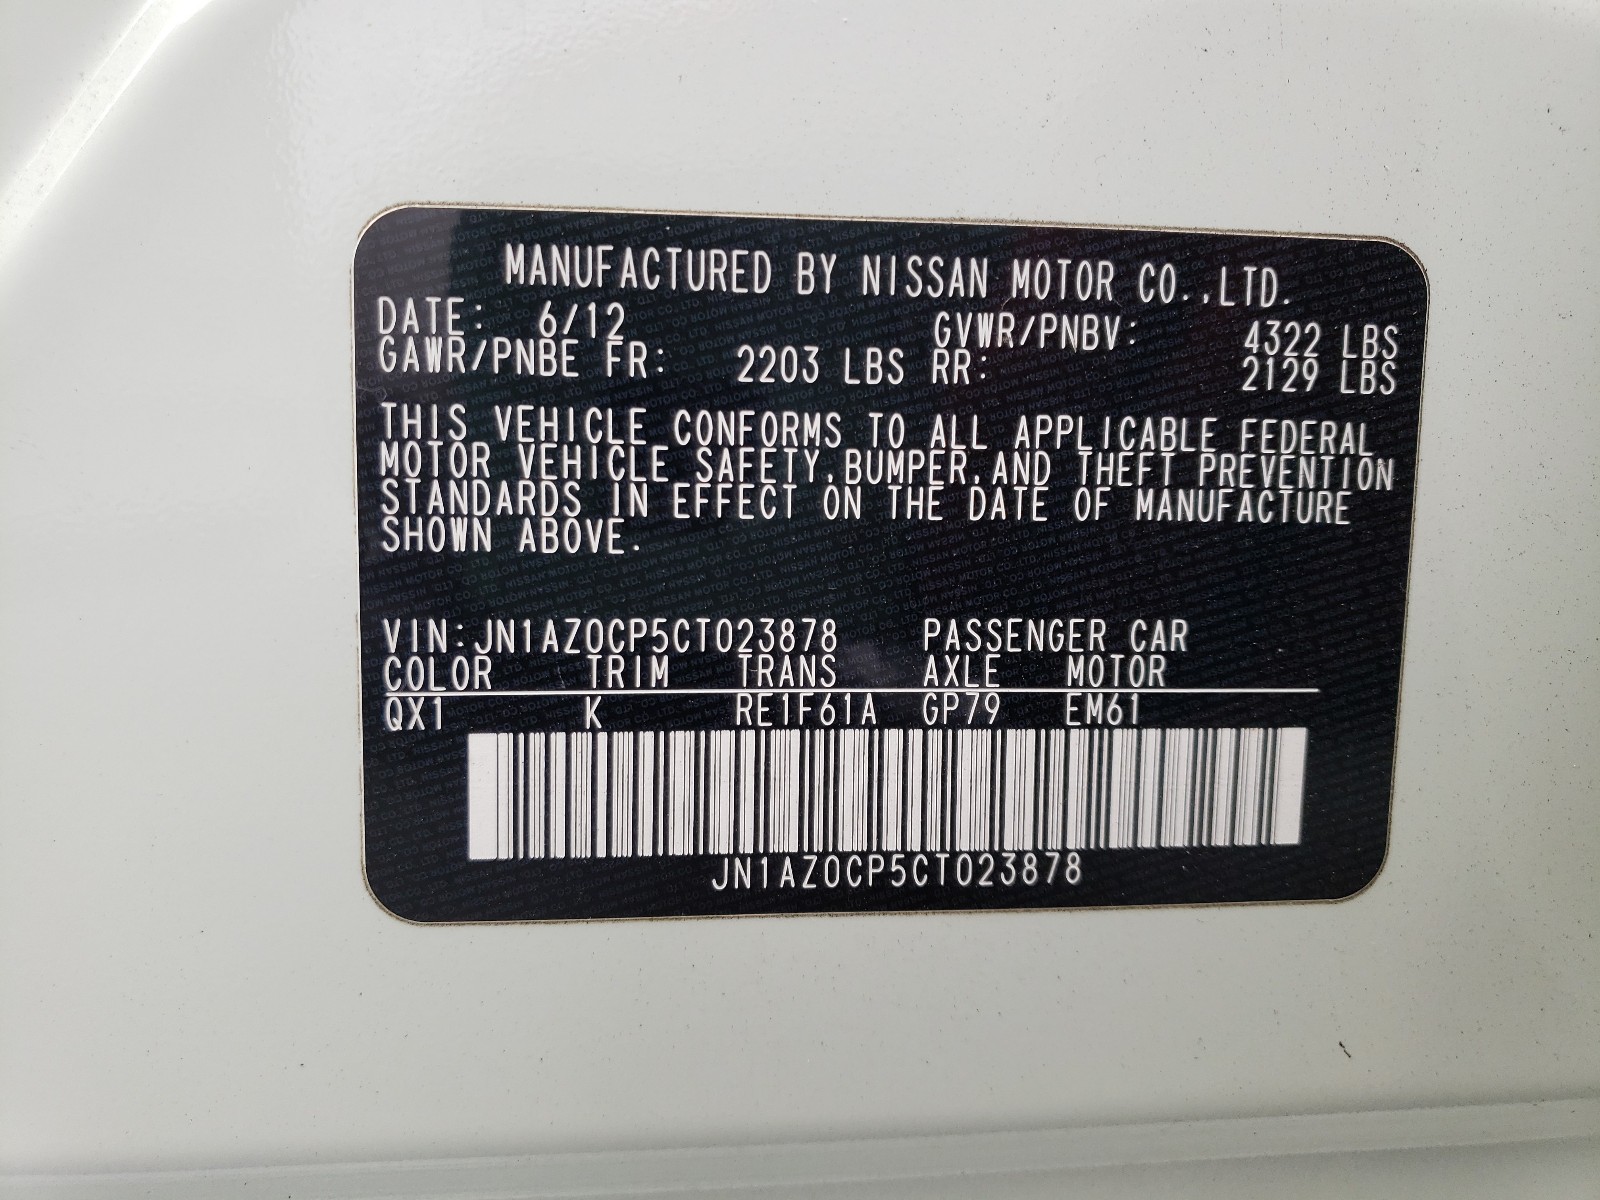 MANUFACTURED BY NISSAN MOTOR CO.,LTD.
DATE: 6/12 GVWR/PNBV: 4322 LBS
GAWR/PNBE FR: 2203 LBS RR: 2129 LBS
THIS VEHICLE CONFORMS TO ALL APPLICABLE FEDERAL
MOTOR VEHICLE SAFETY,BUMPER,AND THEFT PREVENTION
STANDARDS IN EFFECT ON THE DATE OF MANUFACTURE
SHOWN ABOVE.
VIN:JN1AZ0CP5CT023878 PASSENGER CAR
COLOR TRIM TRANS AXLE MOTOR
QX1 K RE1F61A GP79 EM61
JN1AZ0CP5CT023878